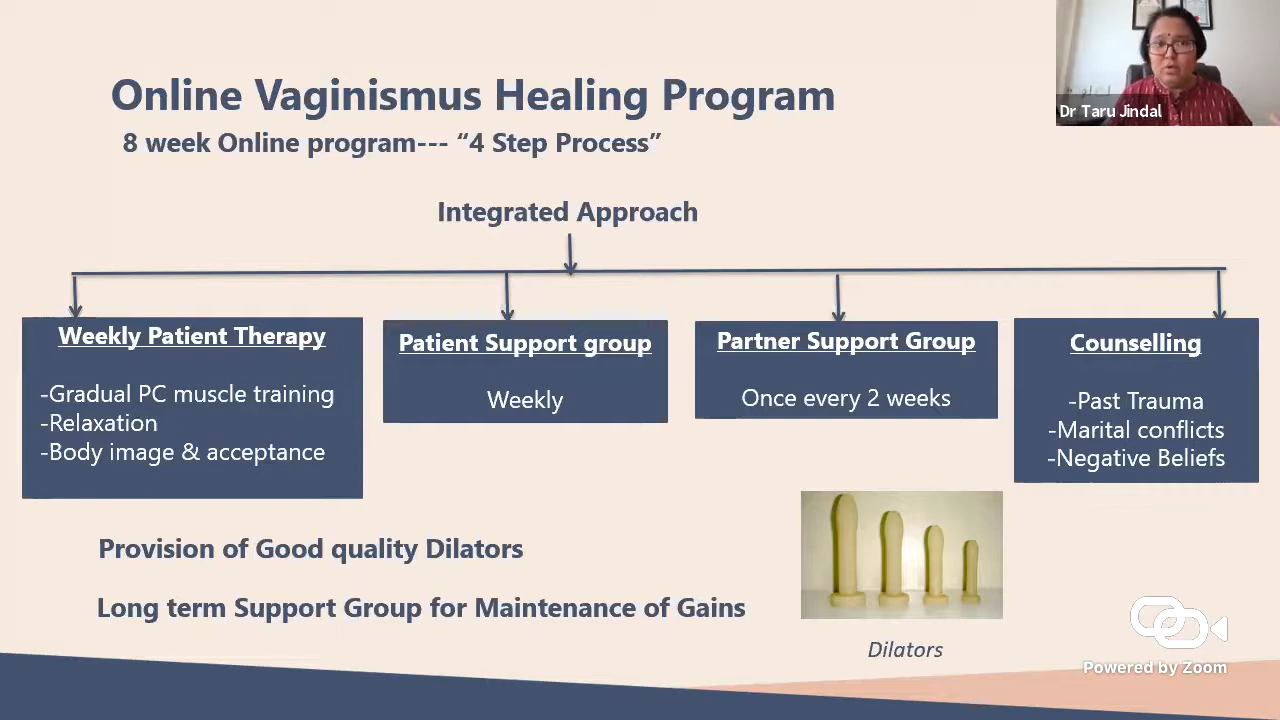 Online Vaginismus Healing Program
8 week Online program--- “4 Step Process”
Dr Taru Jindal
Integrated Approach
Weekly Patient Therapy
-Gradual PC muscle training
-Relaxation
-Body image & acceptance
Patient Support group
Weekly
Partner Support Group
Once every 2 weeks
Counselling
-Past Trauma
-Marital conflicts
-Negative Beliefs
Provision of Good quality Dilators
Long term Support Group for Maintenance of Gains
Dilators
Powered by Zoom